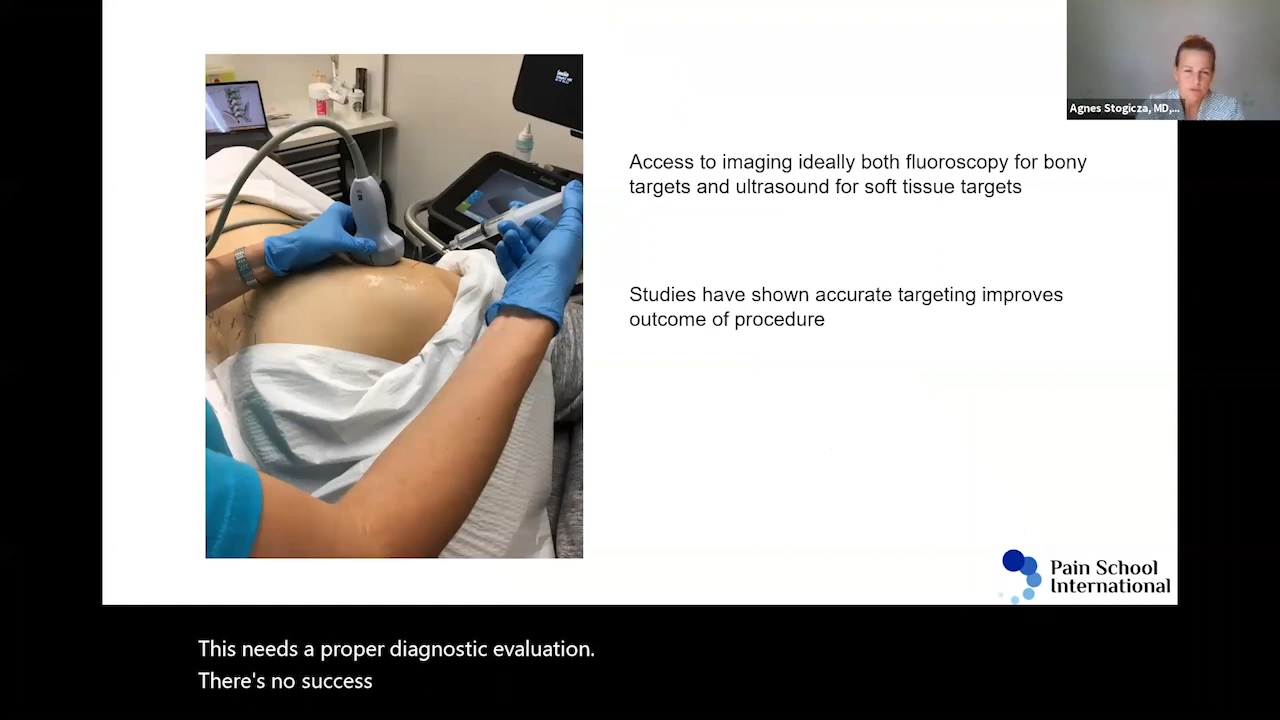 Agnes Stogicza, MD,...
Access to imaging ideally both fluoroscopy for bony
targets and ultrasound for soft tissue targets
Studies have shown accurate targeting improves
outcome of procedure
Pain School
International
This needs a proper diagnostic evaluation.
There's no success